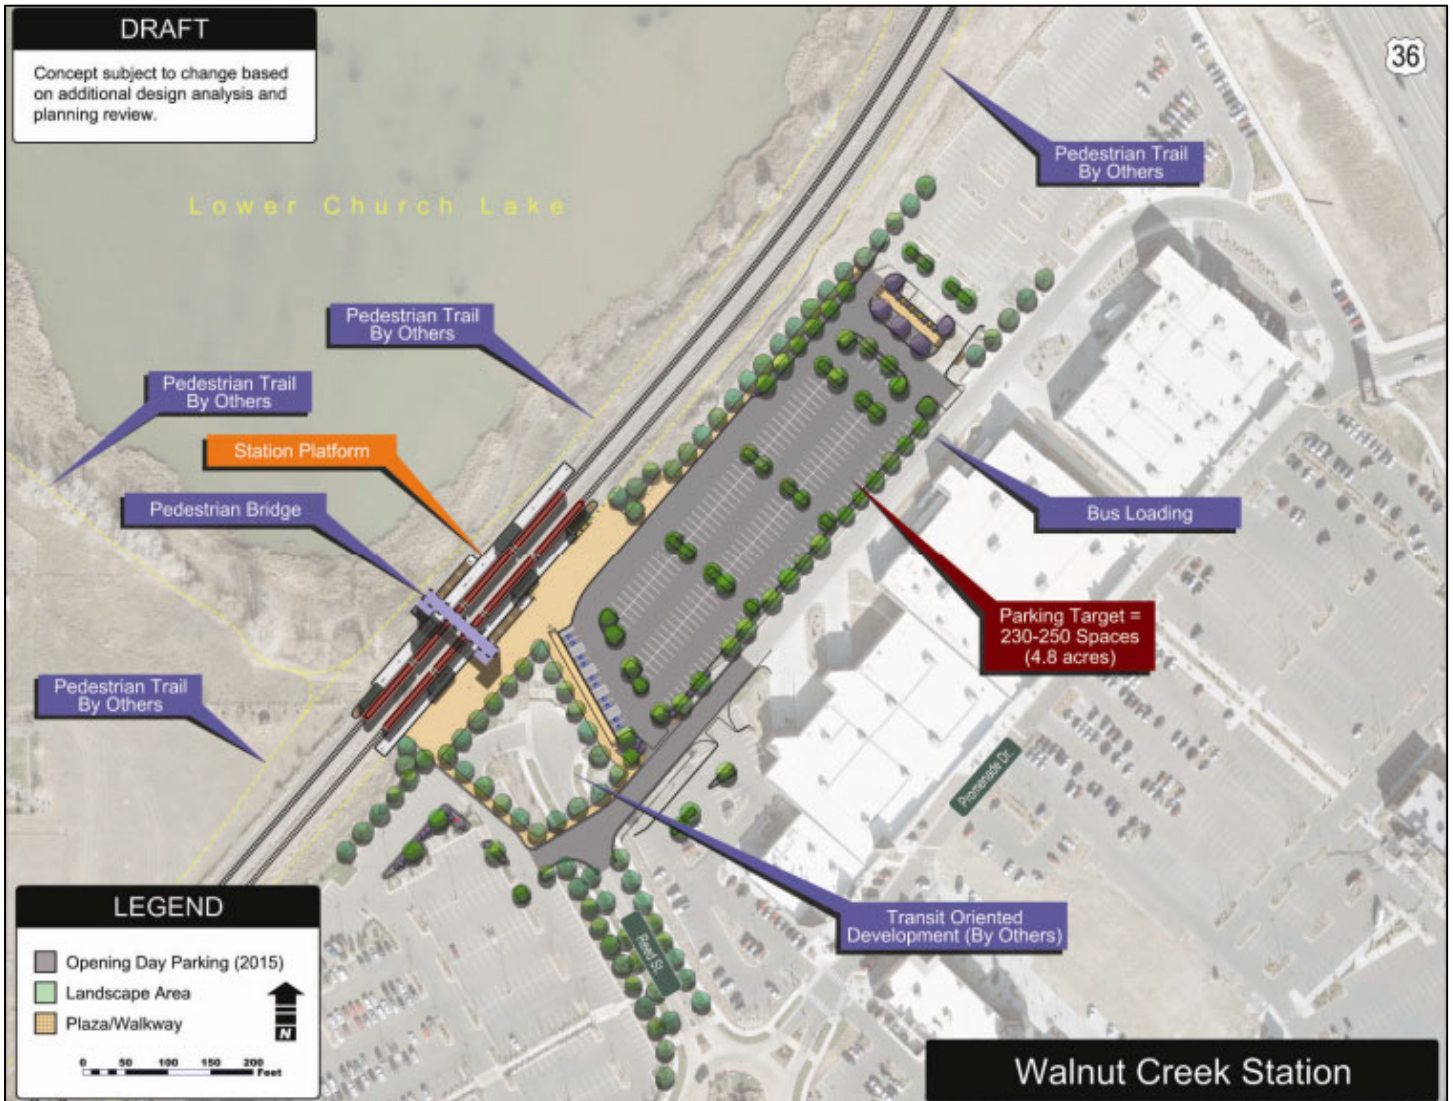 DRAFT
Concept subject to change based
on additional design analysis and
planning review.
36
Pedestrian Trail
By Others
Lower Church Lake
Pedestrian Trail
By Others
Pedestrian Trail
By Others
Station Platform
Pedestrian Bridge
Bus Loading
Parking Target =
230-250 Spaces
(4.8 acres)
Pedestrian Trail
By Others
Promenade Dr.
Transit Oriented
Development (By Others)
Reed St.
LEGEND
Opening Day Parking (2015)
Landscape Area
Plaza/Walkway
N
0 50 100 150 200
Feet
Walnut Creek Station